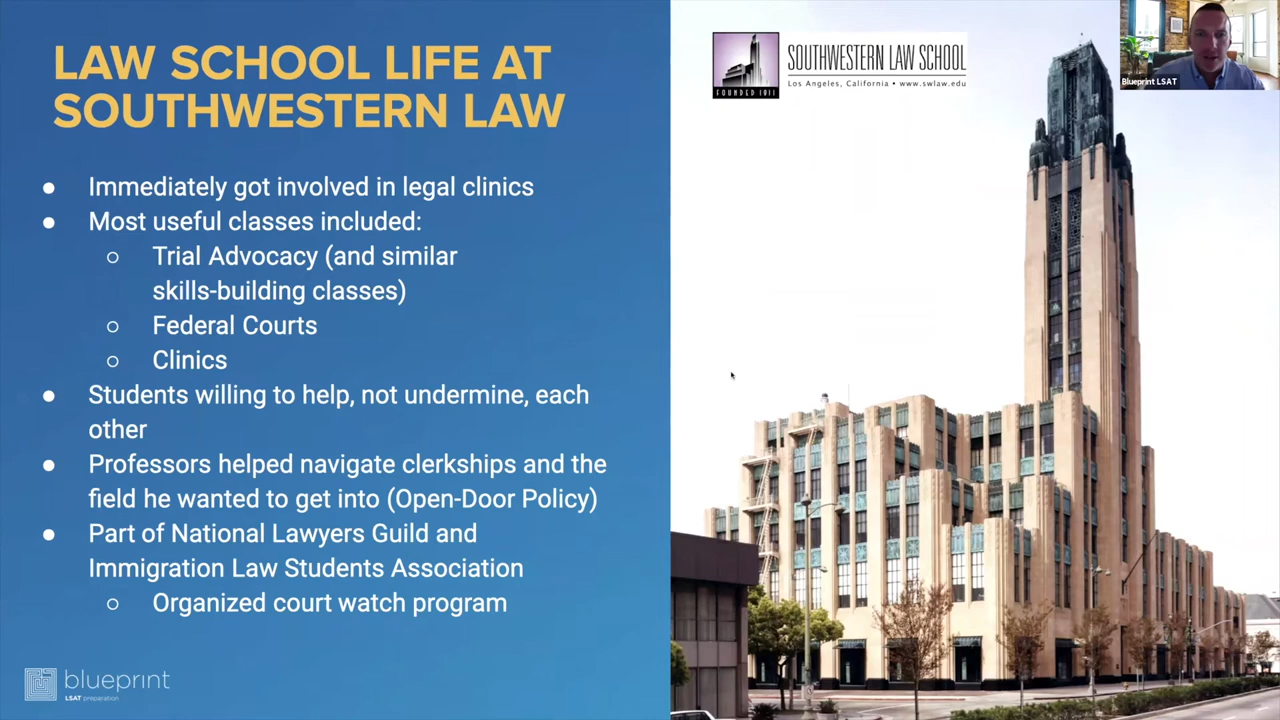 LAW SCHOOL LIFE AT
SOUTHWESTERN LAW
● Immediately got involved in legal clinics
● Most useful classes included:
○ Trial Advocacy (and similar
skills-building classes)
○ Federal Courts
○ Clinics
● Students willing to help, not undermine, each
other
● Professors helped navigate clerkships and the
field he wanted to get into (Open-Door Policy)
● Part of National Lawyers Guild and
Immigration Law Students Association
○ Organized court watch program
blueprint
LSAT preparation
SOUTHWESTERN LAW SCHOOL
Los Angeles, California • www.swlaw.edu
FOUNDED 1911
Blueprint LSAT